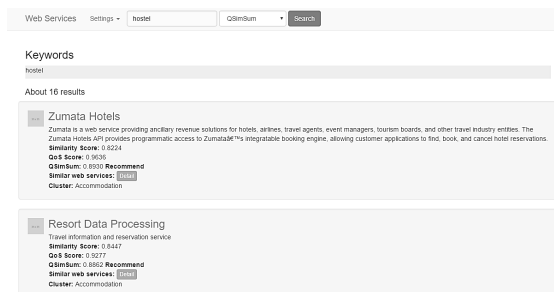 Web Services Settings hostel QSimSum Search
Keywords
hostel
About 16 results
Zumata Hotels
Zumata is a web service providing ancillary revenue solutions for hotels, airlines, travel agents, event managers, tourism boards, and other travel industry entities. The
Zumata Hotels API provides programmatic access to Zumataâ€™s integratable booking engine, allowing customer applications to find, book, and cancel hotel reservations.
Similarity Score: 0.8224
QoS Score: 0.9636
QSimSum: 0.8930 Recommend
Similar web services: Detail
Cluster: Accommodation
Resort Data Processing
Travel information and reservation service
Similarity Score: 0.8447
QoS Score: 0.9277
QSimSum: 0.8862 Recommend
Similar web services: Detail
Cluster: Accommodation